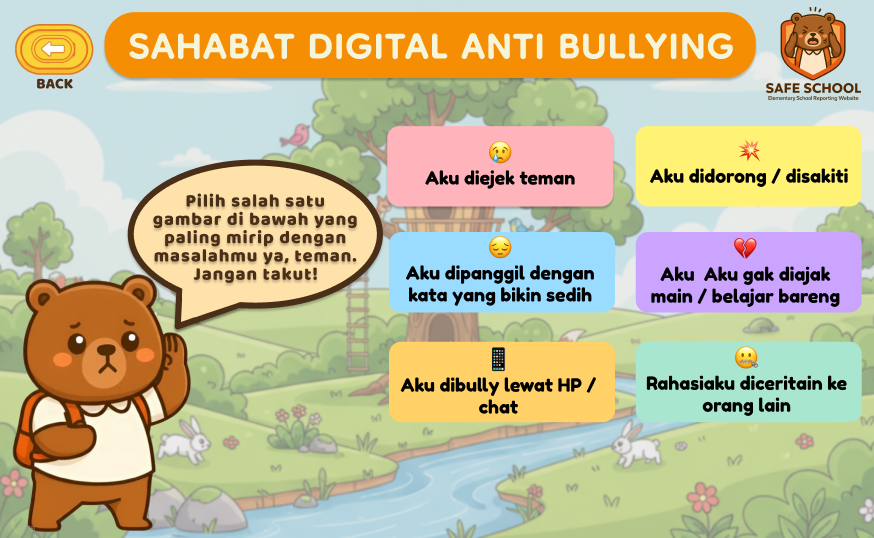 SAHABAT DIGITAL ANTI BULLYING
BACK
SAFE SCHOOL
Elementary School Reporting Website
Pilih salah satu
gambar di bawah yang
paling mirip dengan
masalahmu ya, teman.
Jangan takut!
Aku diejek teman
Aku didorong / disakiti
Aku dipanggil dengan
kata yang bikin sedih
Aku  Aku gak diajak
main / belajar bareng
Aku dibully lewat HP /
chat
Rahasiaku diceritain ke
orang lain